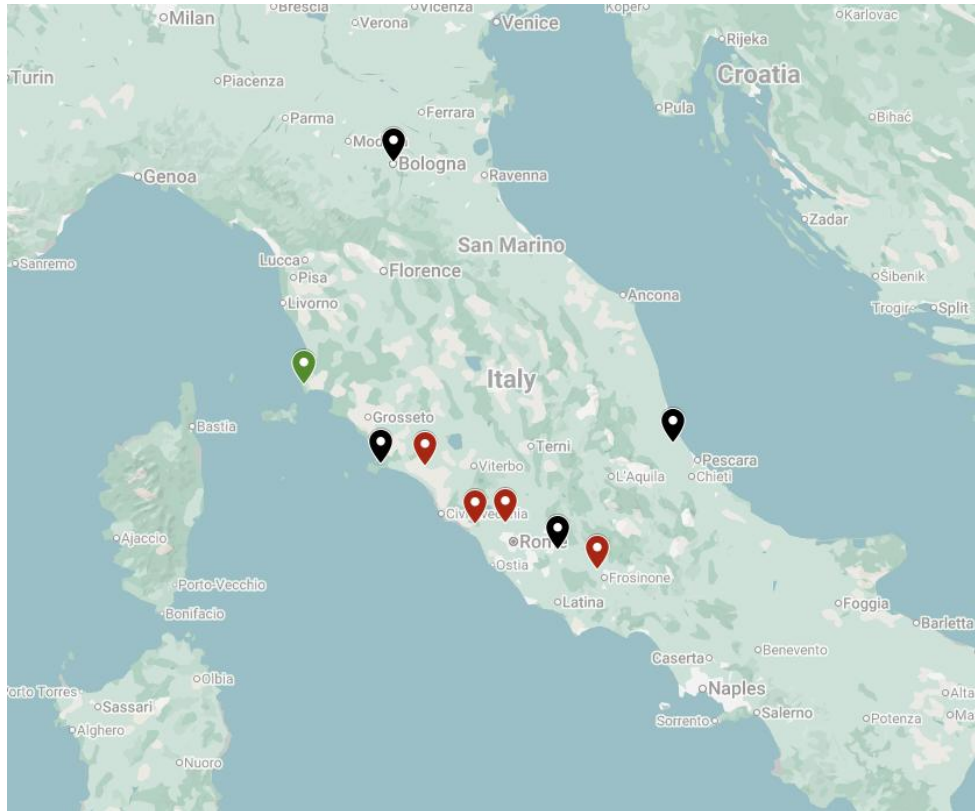 Milan
Brescia
Vicenza
Verona
Venice
Koper
Karlovac
Rijeka
Turin
Piacenza
Croatia
Ferrara
Pula
Parma
Bihać
Bologna
Genoa
Ravenna
Zadar
San Marino
Lucca
Florence
Sanremo
Pisa
Šibenik
Livorno
Ancona
Trogir
Split
Italy
Grosseto
Bastia
Terni
Pescara
Viterbo
L'Aquila
Chieti
Ajaccio
Ostia
Frosinone
Porto-Vecchio
Latina
Foggia
Bonifacio
Barletta
Benevento
Caserta
Olbia
Porto Torres
Naples
Sassari
Salerno
Sorrento
Potenza
Alghero
Nuoro